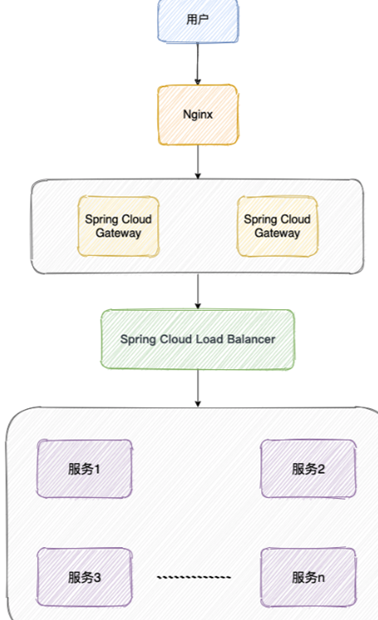 用户
Nginx
Spring Cloud
Gateway
Spring Cloud
Gateway
Spring Cloud Load Balancer
服务1
服务2
服务3
服务n